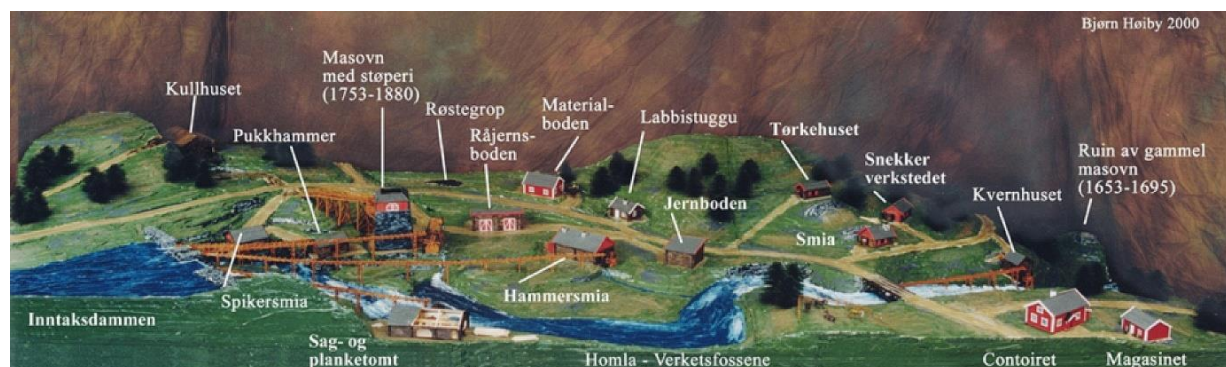 Bjørn Høiby 2000
Kullhuset
Masovn
med støperi
(1753-1880)
Pukkhammer
Røstegrop
Råjerns-
boden
Material-
boden
Labbistuggu
Jernboden
Tørkehuset
Snekker
verkstedet
Smia
Kvernhuset
Ruin av gammel
masovn
(1653-1695)
Spikersmia
Hammersmia
Inntaksdammen
Sag- og
planketomt
Homla - Verketsfossene
Contoiret
Magasinet